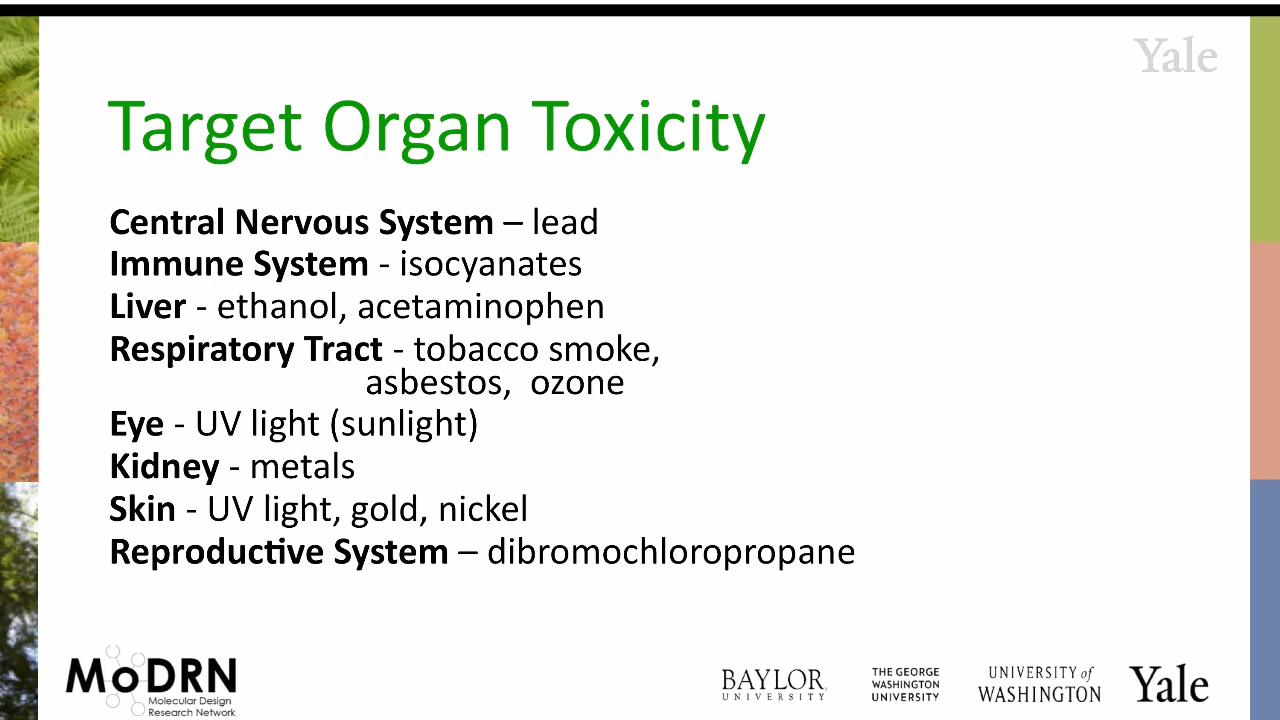 Yale
Target Organ Toxicity
Central Nervous System – lead
Immune System - isocyanates
Liver - ethanol, acetaminophen
Respiratory Tract - tobacco smoke,
asbestos, ozone
Eye - UV light (sunlight)
Kidney - metals
Skin - UV light, gold, nickel
Reproductive System – dibromochloropropane
MoDRN
Molecular Design
Research Network
BAYLOR
UNIVERSITY
THE GEORGE
WASHINGTON
UNIVERSITY
UNIVERSITY of
WASHINGTON
Yale